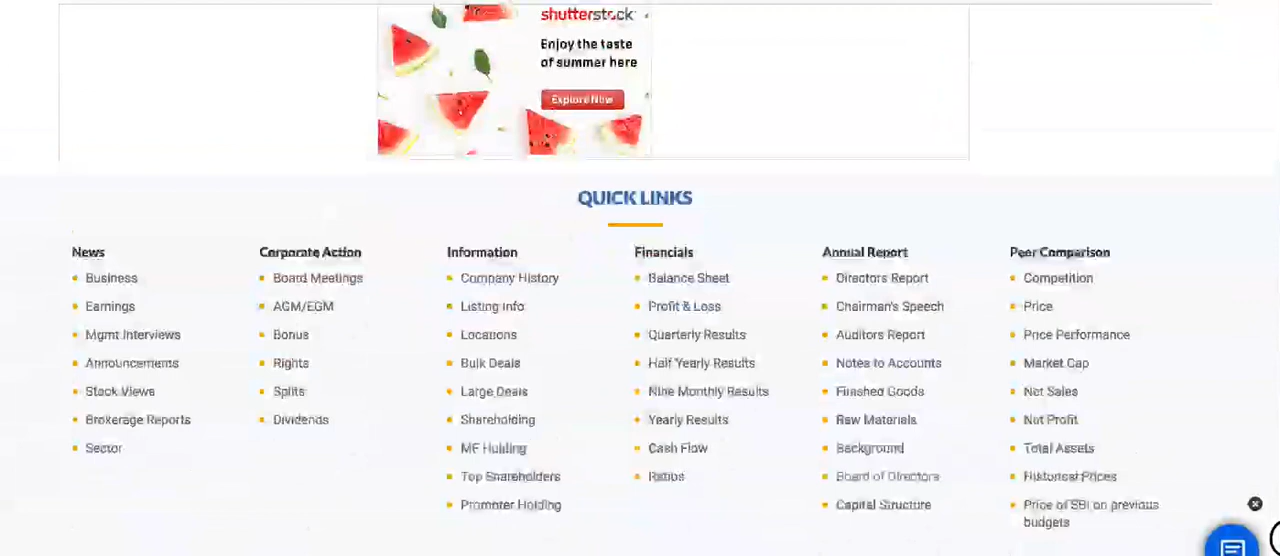 shutterstock
Enjoy the taste
of summer here
Explore Now
QUICK LINKS
News
Business
Earnings
Mgmt Interviews
Announcements
Stock Views
Brokerage Reports
Sector
Corporate Action
Board Meetings
AGM/EGM
Bonus
Rights
Splits
Dividends
Information
Company History
Listing Info
Locations
Bulk Deals
Large Deals
Shareholding
MF Holding
Top Shareholders
Promoter Holding
Financials
Balance Sheet
Profit & Loss
Quarterly Results
Half Yearly Results
Nine Monthly Results
Yearly Results
Cash Flow
Ratios
Annual Report
Directors Report
Chairman's Speech
Auditors Report
Notes to Accounts
Finished Goods
Raw Materials
Background
Board of Directors
Capital Structure
Peer Comparison
Competition
Price
Price Performance
Market Cap
Net Sales
Net Profit
Total Assets
Historical Prices
Price of SBI on previous
budgets